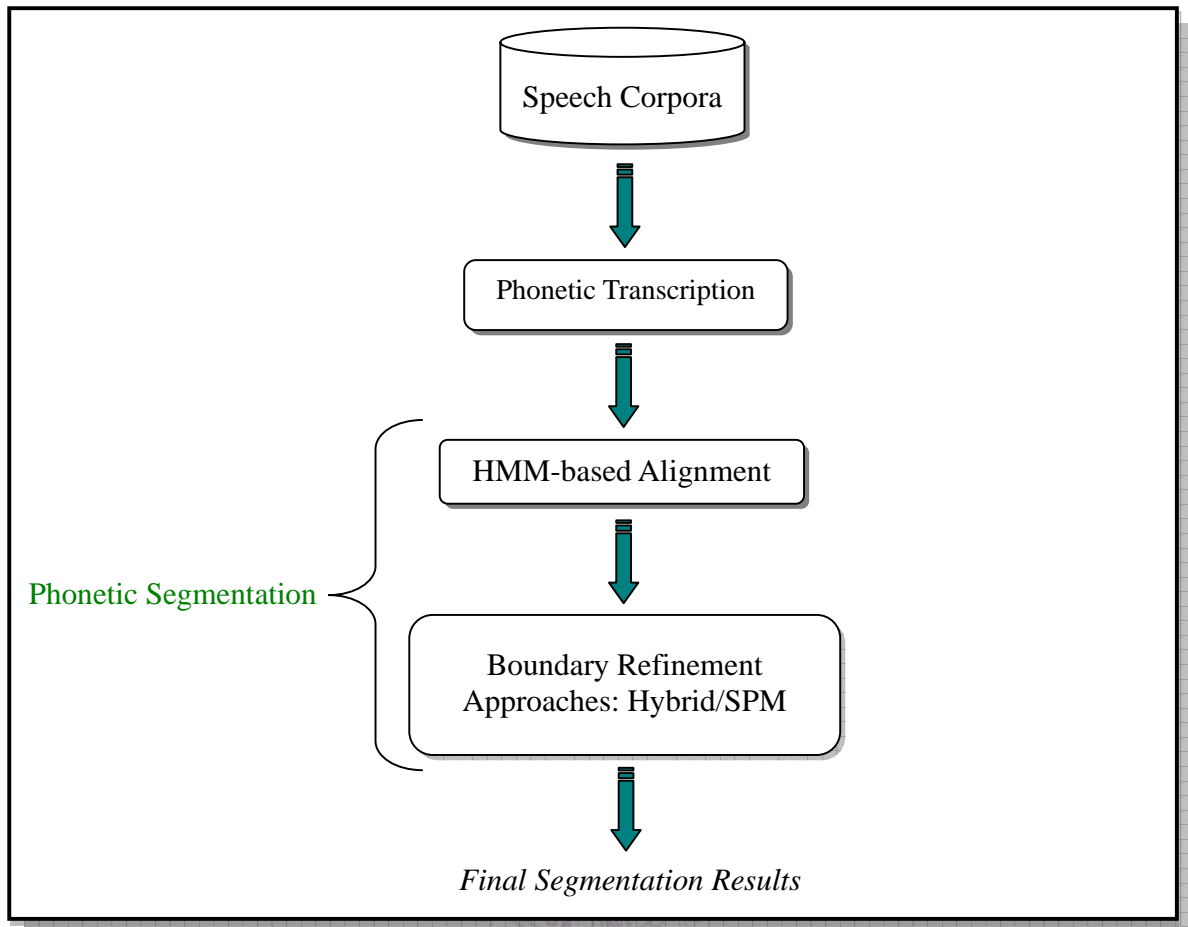 Speech Corpora
Phonetic Transcription
HMM-based Alignment
Phonetic Segmentation
Boundary Refinement
Approaches: Hybrid/SPM
Final Segmentation Results